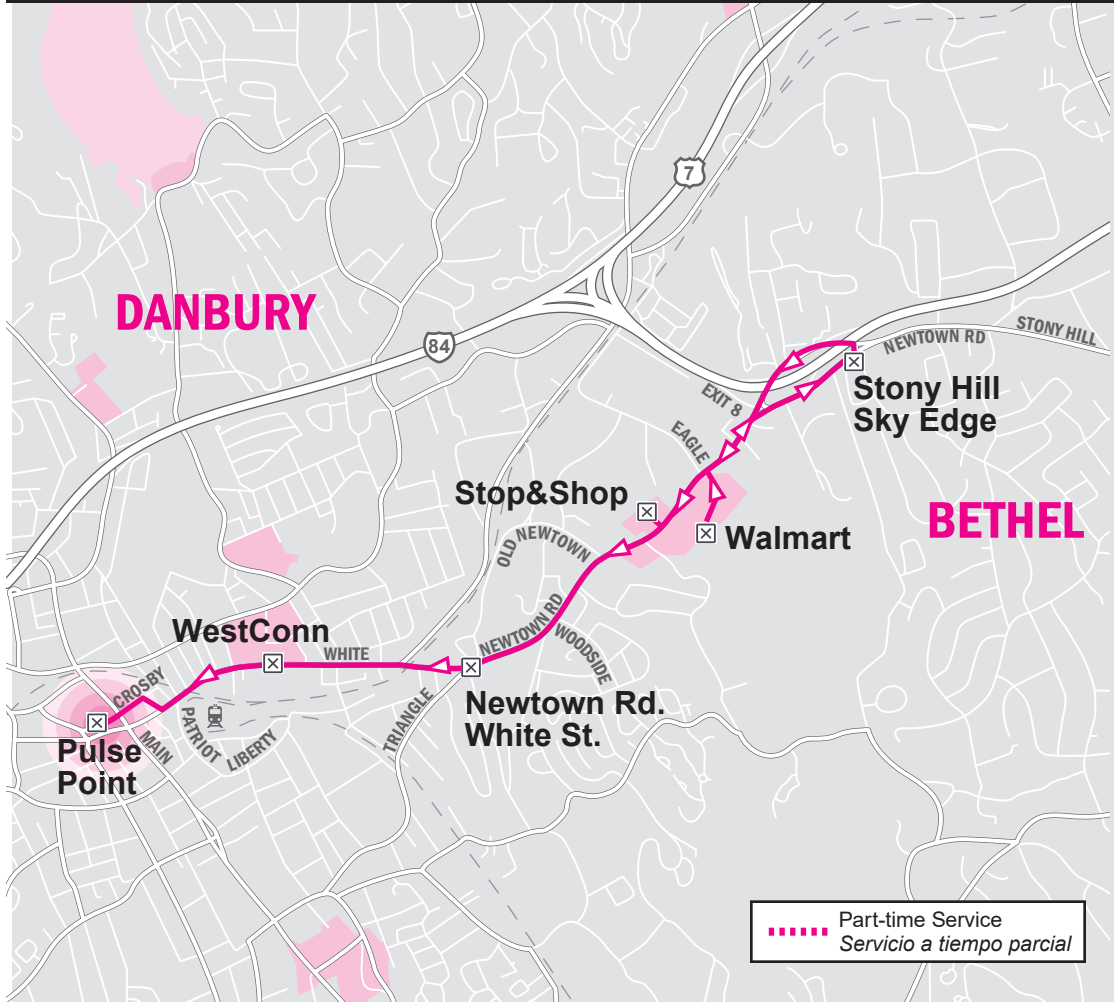 7
DANBURY
84
STONY HILL
NEWTOWN RD
Stony Hill
Sky Edge
EXIT 8
EAGLE
Stop&Shop
BETHEL
Walmart
OLD NEWTOWN
NEWTOWN RD
WOODSIDE
WestConn
WHITE
Newtown Rd.
White St.
CROSBY
PATRIOT
LIBERTY
TRIANGLE
MAIN
Pulse
Point
Part-time Service
Servicio a tiempo parcial